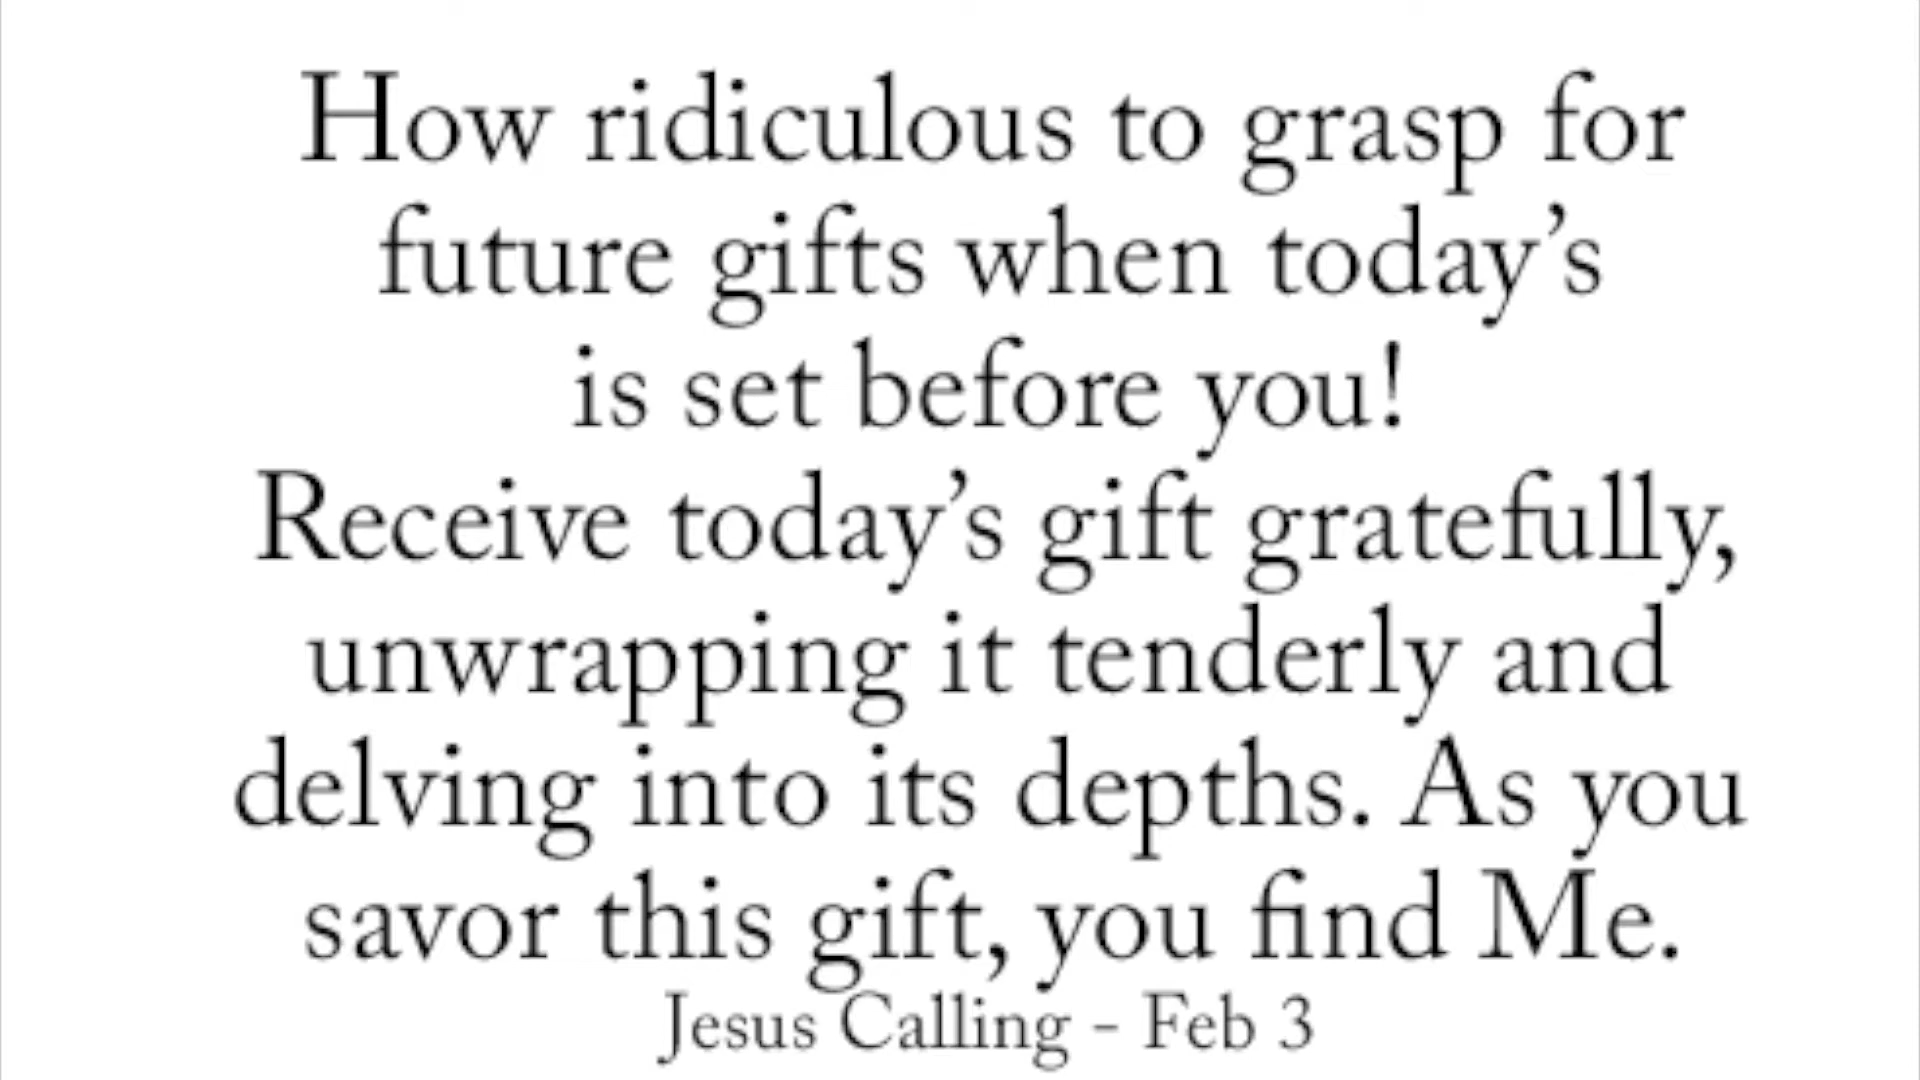 How ridiculous to grasp for
future gifts when today’s
is set before you!
Receive today’s gift gratefully,
unwrapping it tenderly and
delving into its depths. As you
savor this gift, you find Me.
Jesus Calling - Feb 3